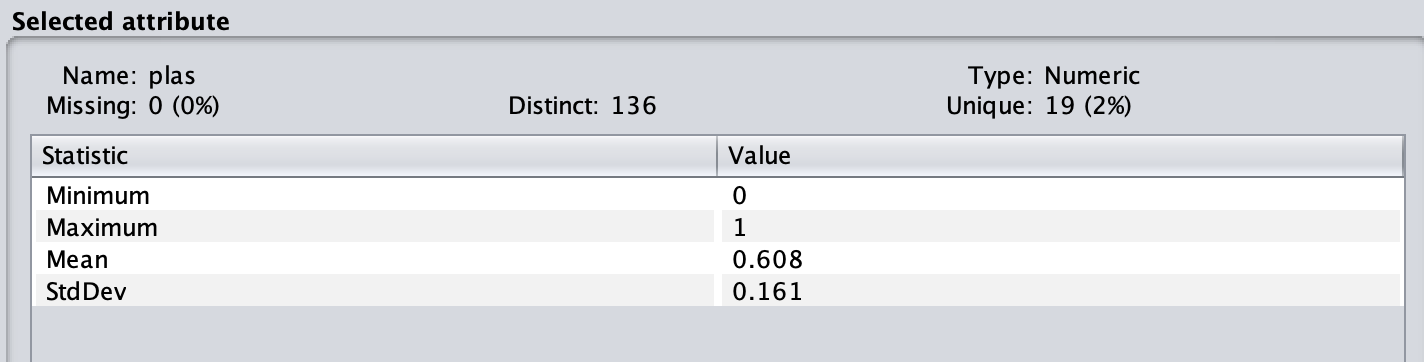 Selected attribute
Name: plas Type: Numeric
Missing: 0 (0%) Distinct: 136 Unique: 19 (2%)
Statistic Value
Minimum 0
Maximum 1
Mean 0.608
StdDev 0.161